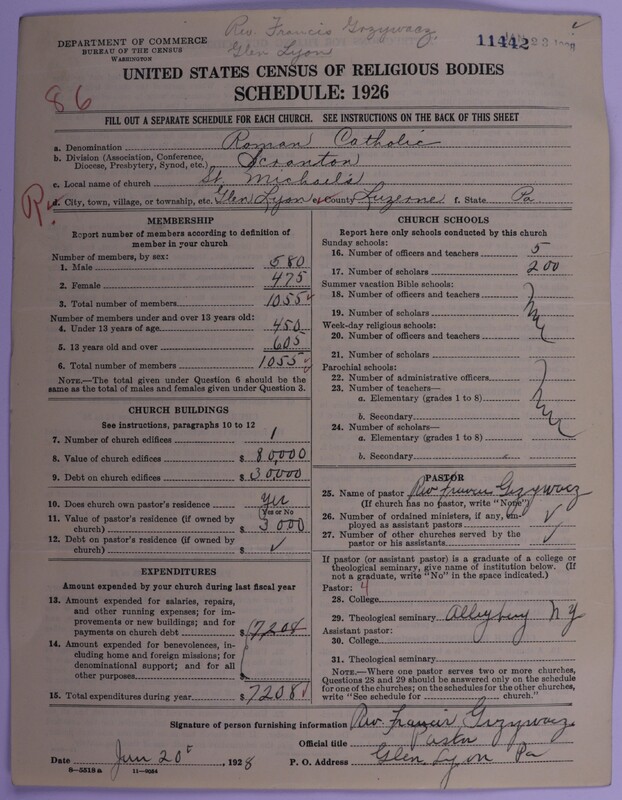 Rev. Francis Grzywacz
Glen Lyon
DEPARTMENT OF COMMERCE
BUREAU OF THE CENSUS
WASHINGTON
11442
UNITED STATES CENSUS OF RELIGIOUS BODIES
SCHEDULE: 1926
86
FILL OUT A SEPARATE SCHEDULE FOR EACH CHURCH. SEE INSTRUCTIONS ON THE BACK OF THIS SHEET
a. Denomination Roman Catholic
b. Division (Association, Conference, Diocese, Presbytery, Synod, etc.) Scranton
c. Local name of church St. Michael's
d. City, town, village, or township, etc. Glen Lyon e. County Luzerne f. State Pa
MEMBERSHIP
Report number of members according to definition of
member in your church
Number of members, by sex:
1. Male 580
2. Female 475
3. Total number of members 1055
Number of members under and over 13 years old:
4. Under 13 years of age 450
5. 13 years old and over 605
6. Total number of members 1055
NOTE.—The total given under Question 6 should be the
same as the total of males and females given under Question 3.
CHURCH BUILDINGS
See instructions, paragraphs 10 to 12
7. Number of church edifices 1
8. Value of church edifices $ 80,000
9. Debt on church edifices $ 30,000
10. Does church own pastor's residence Yes
Yes or No
11. Value of pastor's residence (if owned by
church) $ 3000
12. Debt on pastor's residence (if owned by
church) $ ✓
EXPENDITURES
Amount expended by your church during last fiscal year
13. Amount expended for salaries, repairs,
and other running expenses; for im-
provements or new buildings; and for
payments on church debt $ 7208
14. Amount expended for benevolences, in-
cluding home and foreign missions; for
denominational support; and for all
other purposes $
15. Total expenditures during year $ 7208
CHURCH SCHOOLS
Report here only schools conducted by this church
Sunday schools:
16. Number of officers and teachers 5
17. Number of scholars 200
Summer vacation Bible schools:
18. Number of officers and teachers
19. Number of scholars
Week-day religious schools:
20. Number of officers and teachers
21. Number of scholars
Parochial schools:
22. Number of administrative officers
23. Number of teachers—
a. Elementary (grades 1 to 8)
b. Secondary
24. Number of scholars—
a. Elementary (grades 1 to 8)
b. Secondary
PASTOR
25. Name of pastor Rev Francis Grzywacz
(If church has no pastor, write "None")
26. Number of ordained ministers, if any, em-
ployed as assistant pastors ✓
27. Number of other churches served by the
pastor or his assistants ✓
If pastor (or assistant pastor) is a graduate of a college or
theological seminary, give name of institution below. (If
not a graduate, write "No" in the space indicated.)
Pastor:
28. College
29. Theological seminary N Y
Assistant pastor:
30. College
31. Theological seminary
NOTE.—Where one pastor serves two or more churches,
Questions 28 and 29 should be answered only on the schedule
for one of the churches; on the schedules for the other churches,
write "See schedule for church."
Signature of person furnishing information Rev. Francis Grzywacz
Official title Pastor
Date Jan 20, 1928 P. O. Address Glen Lyon Pa
8—5518 a 11—9084